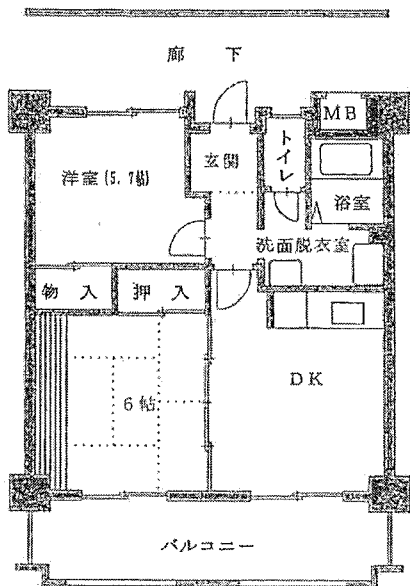 廊 下
MB
トイレ
玄関
洋室(5.7帖)
浴室
洗面脱衣室
物 入
押 入
DK
6帖
バルコニー